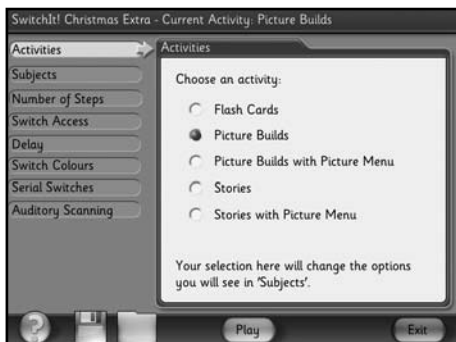 SwitchIt! Christmas Extra - Current Activity: Picture Builds
Activities
Subjects
Number of Steps
Switch Access
Delay
Switch Colours
Serial Switches
Auditory Scanning
Activities
Choose an activity:
Flash Cards
Picture Builds
Picture Builds with Picture Menu
Stories
Stories with Picture Menu
Your selection here will change the options
you will see in 'Subjects'.
?
Play
Exit